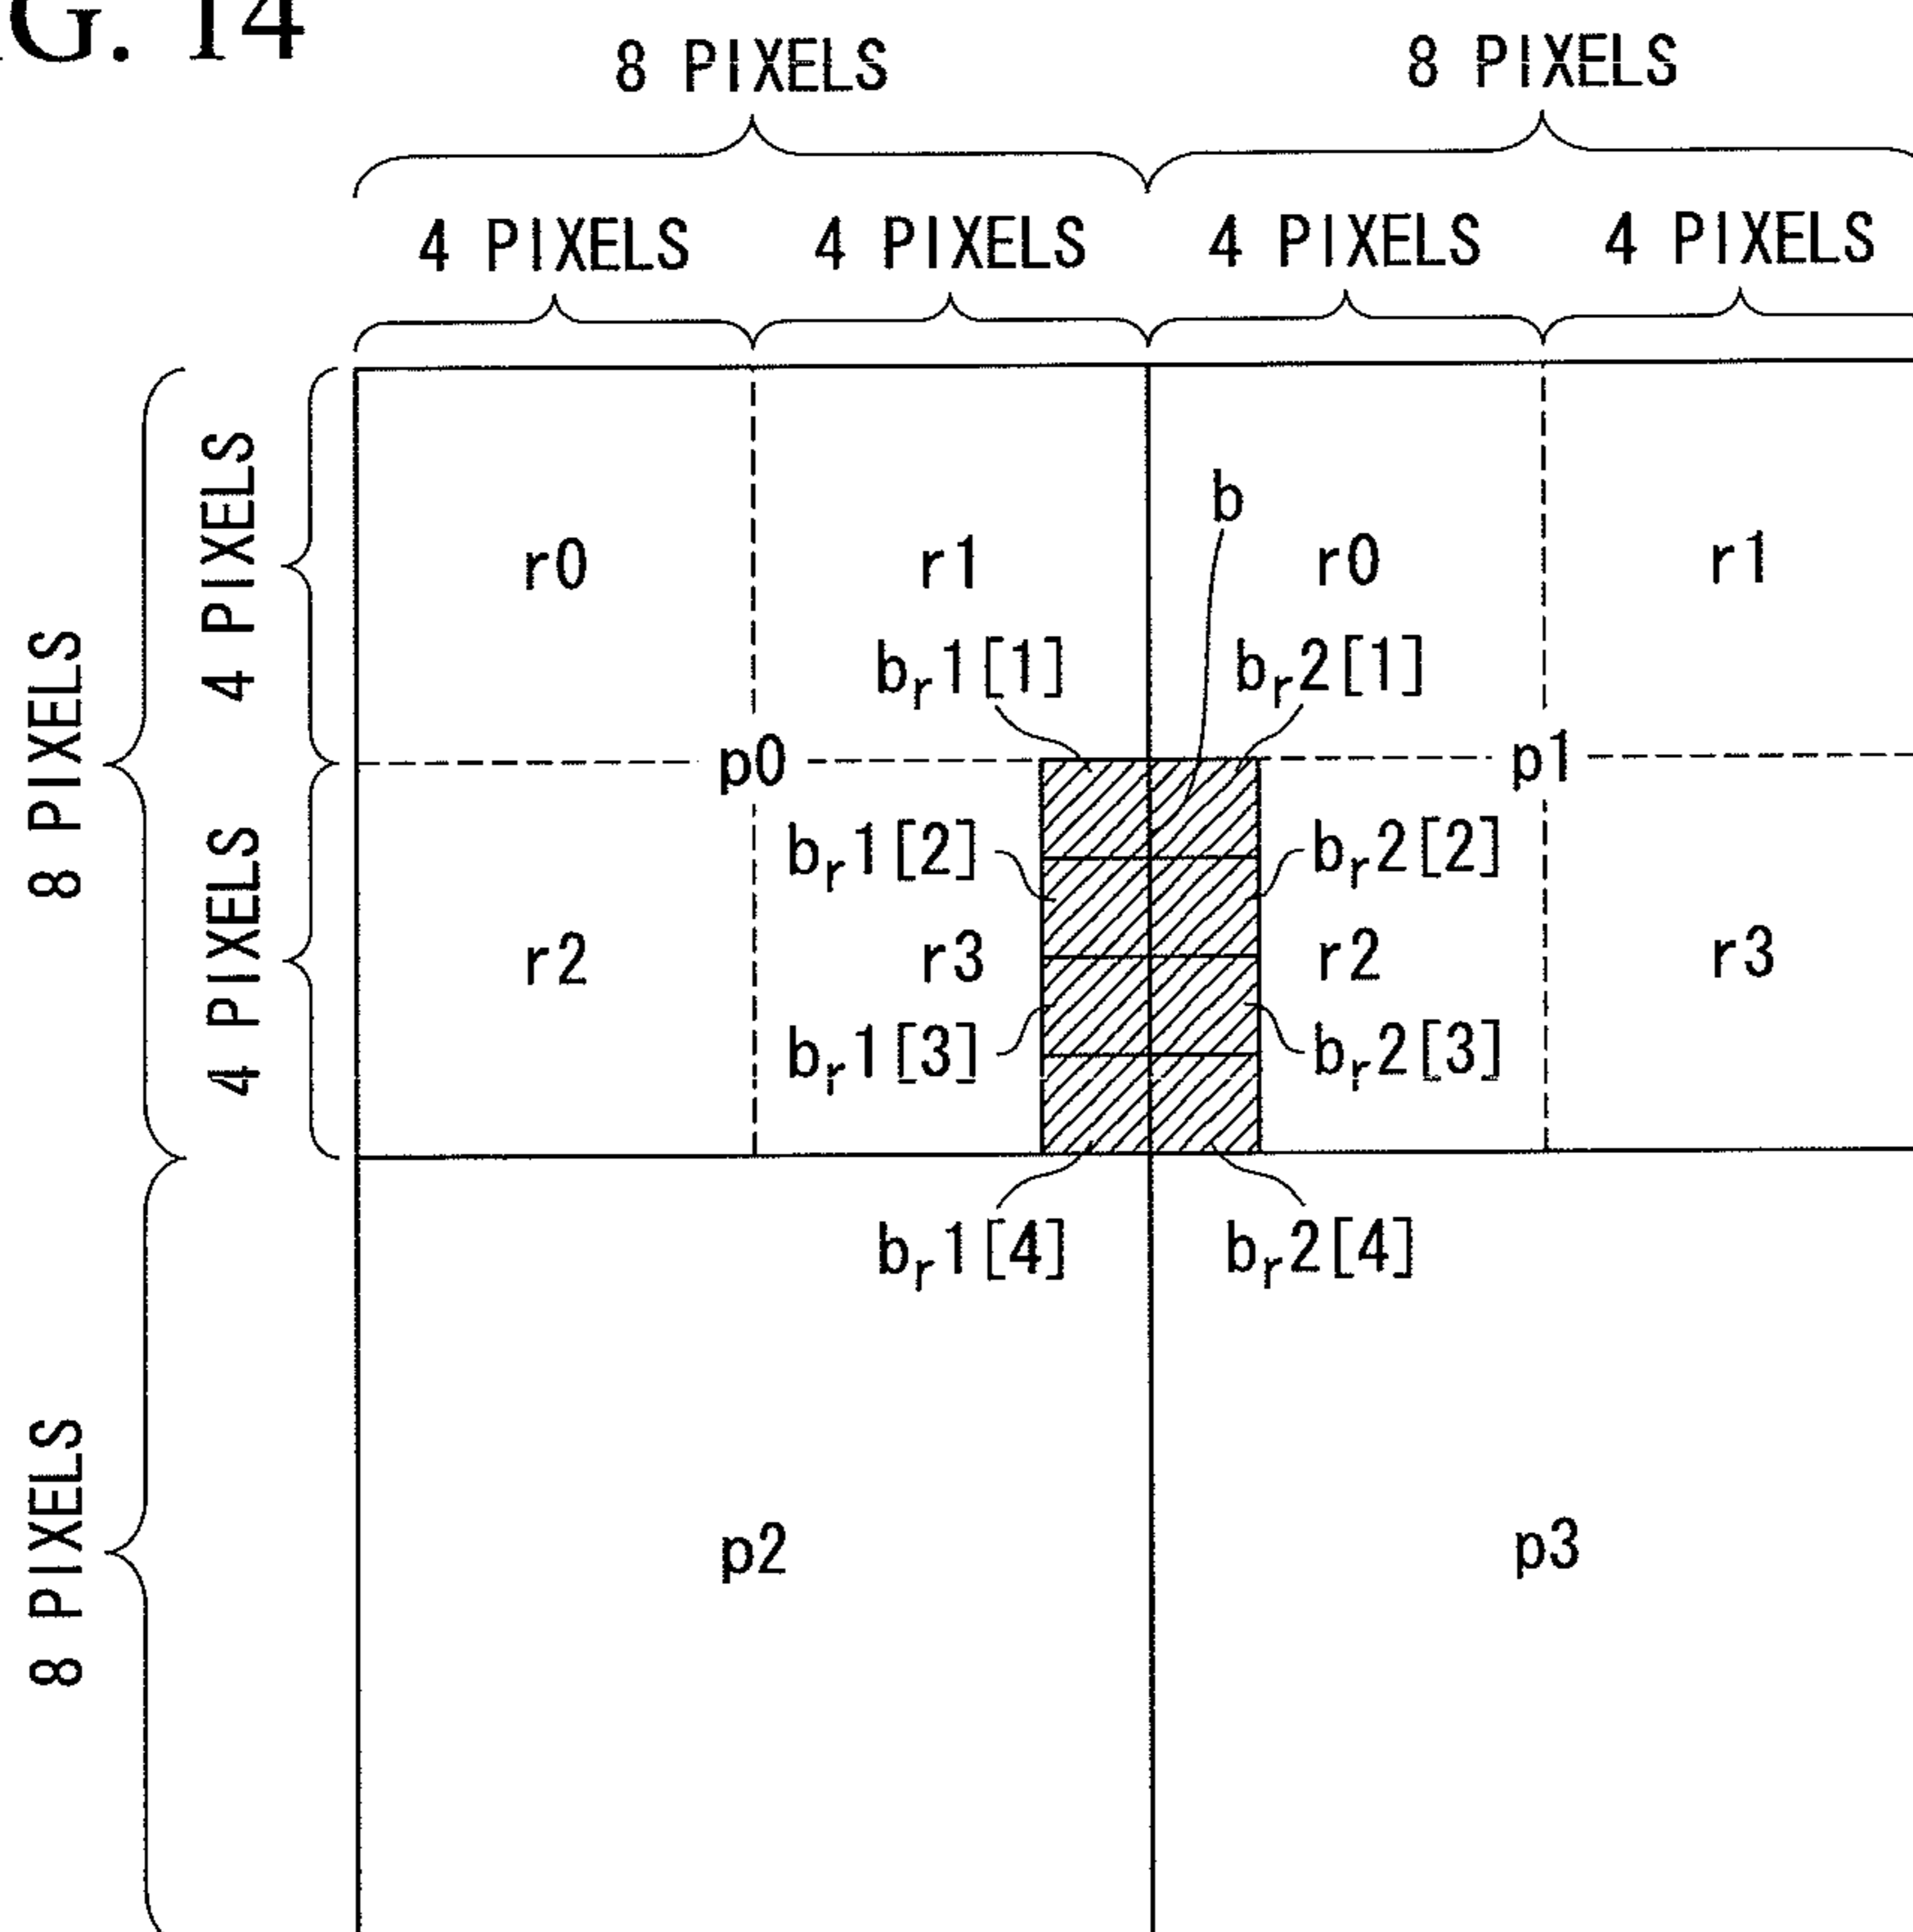 G. 14
8 PIXELS 8 PIXELS
4 PIXELS 4 PIXELS 4 PIXELS 4 PIXELS
8 PIXELS
4 PIXELS
4 PIXELS
b
r0 r1 r0 r1
br1[1] br2[1]
p0 p1
br1[2] br2[2]
r2 r3 r2 r3
br1[3] br2[3]
br1[4] br2[4]
8 PIXELS
p2 p3